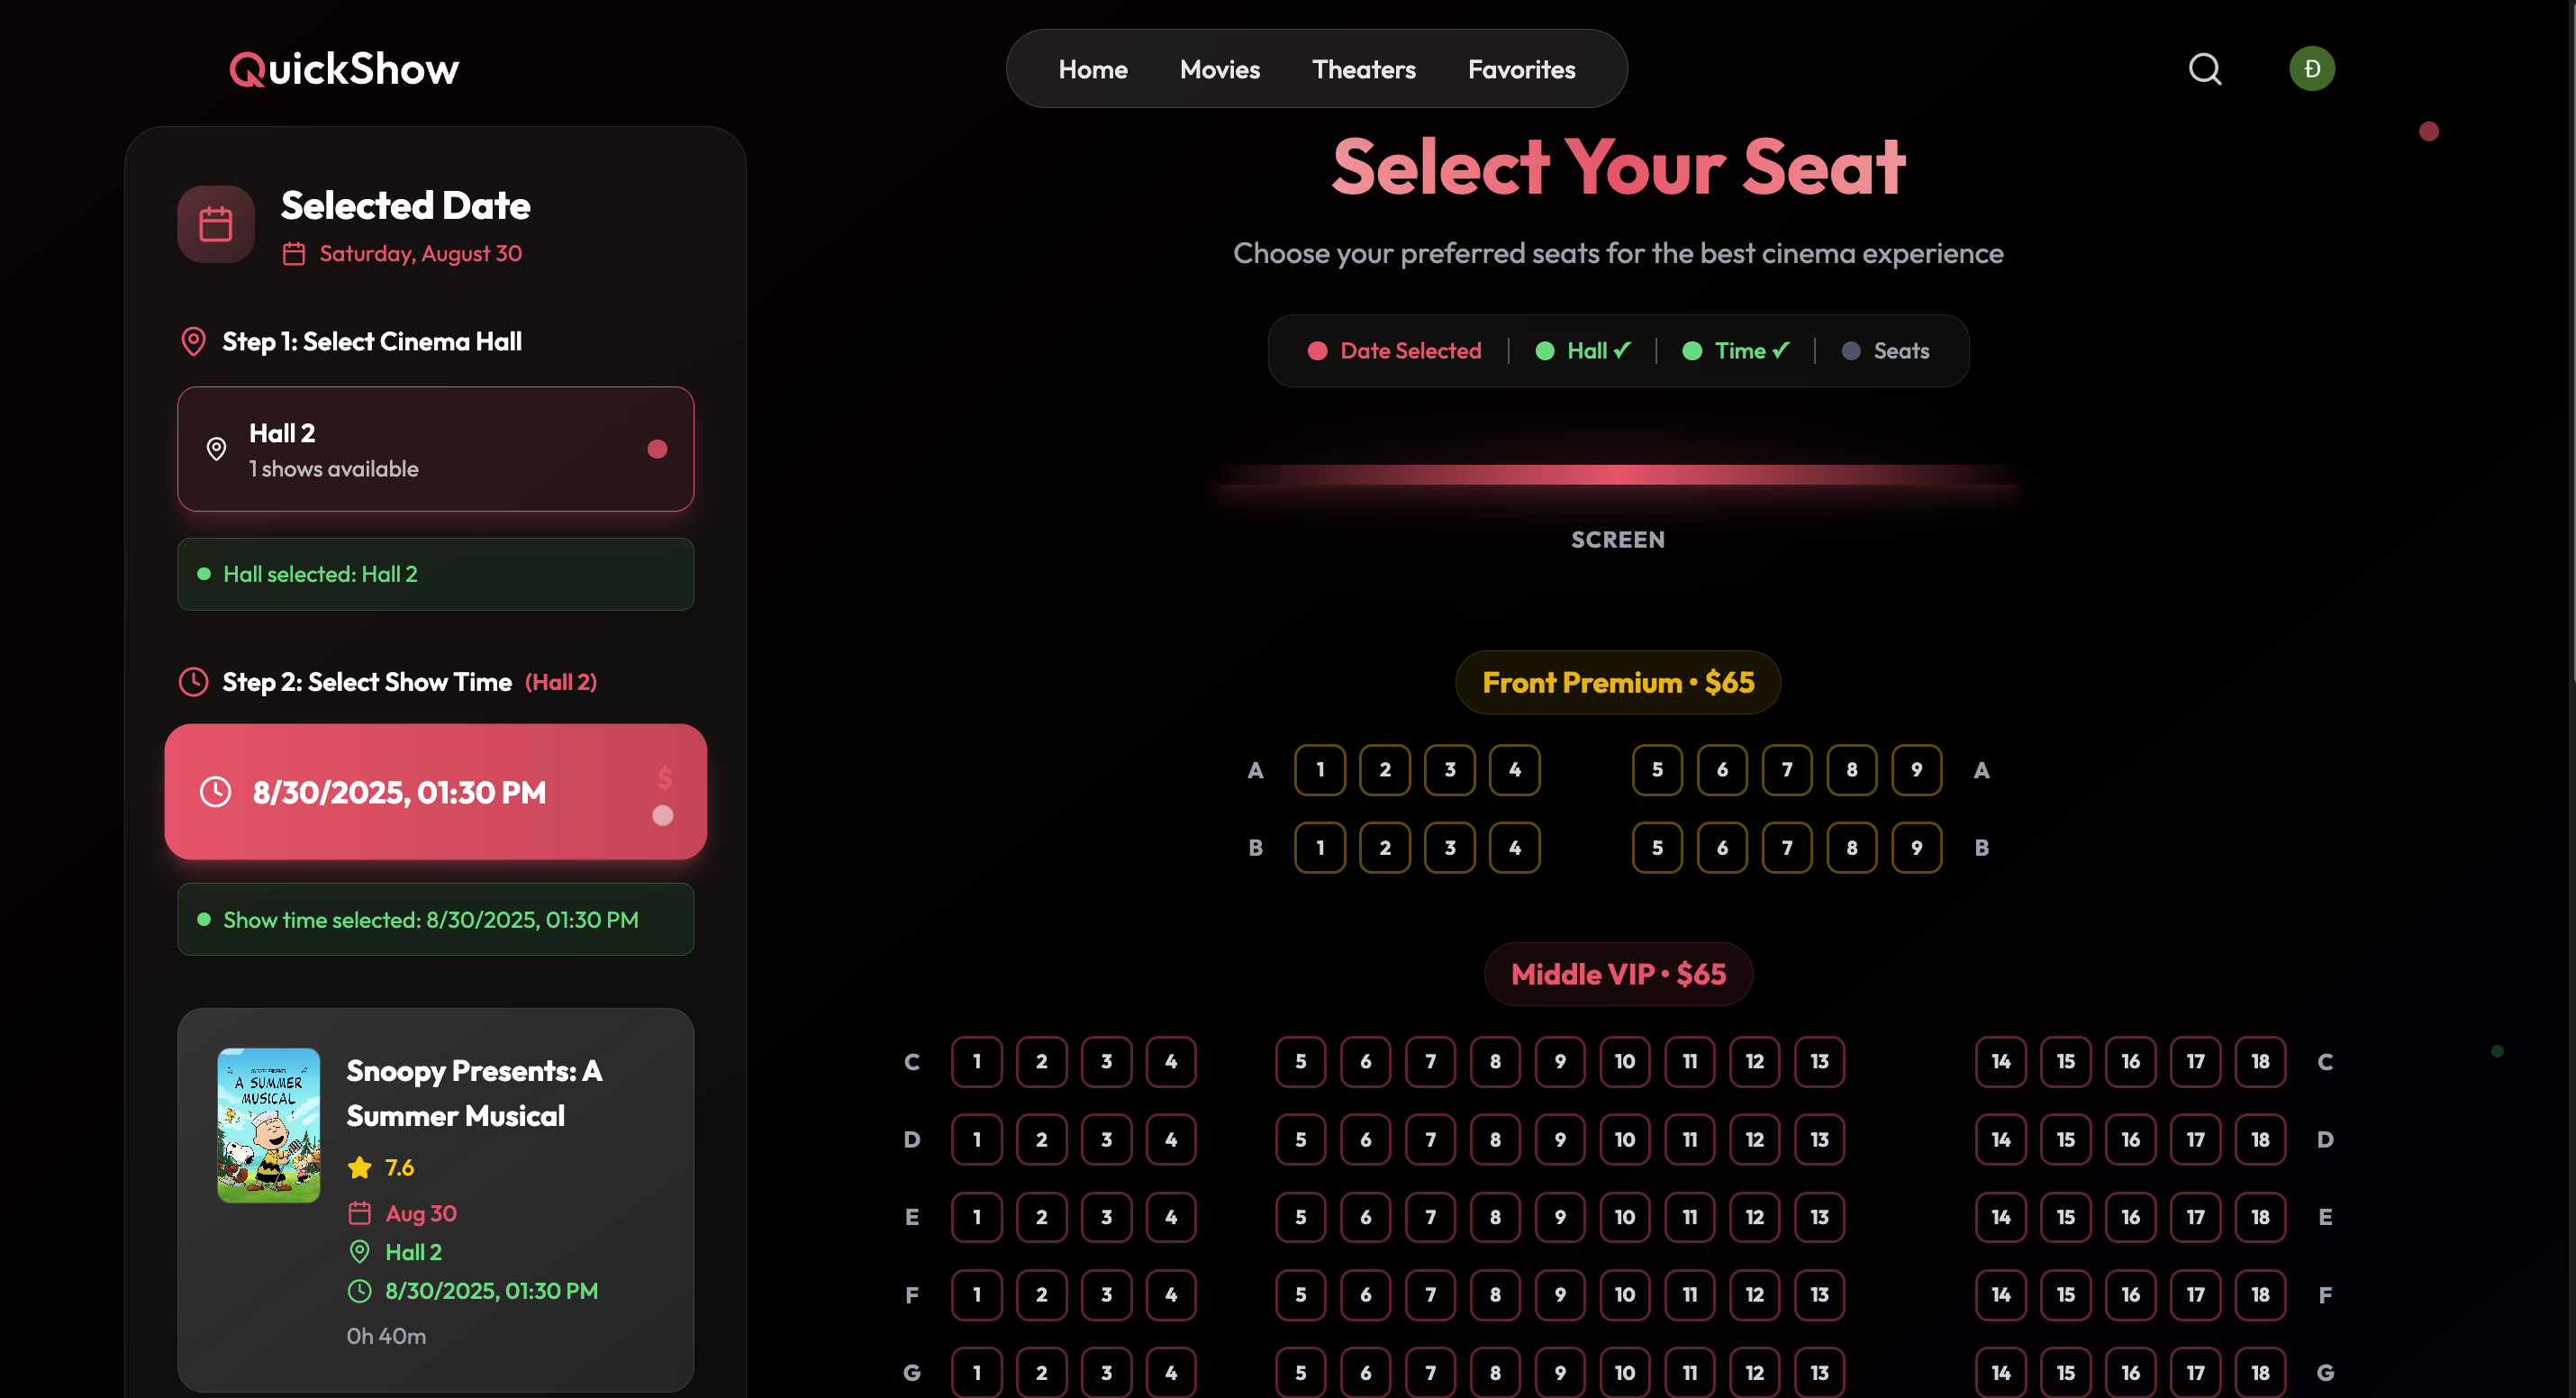 QuickShow
Home Movies Theaters Favorites
Đ
Selected Date
Saturday, August 30
Step 1: Select Cinema Hall
Hall 2
1 shows available
Hall selected: Hall 2
Step 2: Select Show Time (Hall 2)
8/30/2025, 01:30 PM
$
Show time selected: 8/30/2025, 01:30 PM
A SUMMER
MUSICAL
Snoopy Presents: A
Summer Musical
7.6
Aug 30
Hall 2
8/30/2025, 01:30 PM
0h 40m
Select Your Seat
Choose your preferred seats for the best cinema experience
Date Selected | Hall ✓ | Time ✓ | Seats
SCREEN
Front Premium • $65
A 1 2 3 4 5 6 7 8 9 A
B 1 2 3 4 5 6 7 8 9 B
Middle VIP • $65
C 1 2 3 4 5 6 7 8 9 10 11 12 13 14 15 16 17 18 C
D 1 2 3 4 5 6 7 8 9 10 11 12 13 14 15 16 17 18 D
E 1 2 3 4 5 6 7 8 9 10 11 12 13 14 15 16 17 18 E
F 1 2 3 4 5 6 7 8 9 10 11 12 13 14 15 16 17 18 F
G 1 2 3 4 5 6 7 8 9 10 11 12 13 14 15 16 17 18 G